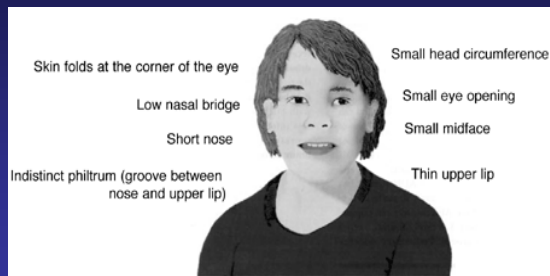 Skin folds at the corner of the eye
Low nasal bridge
Short nose
Indistinct philtrum (groove between
nose and upper lip)
Small head circumference
Small eye opening
Small midface
Thin upper lip